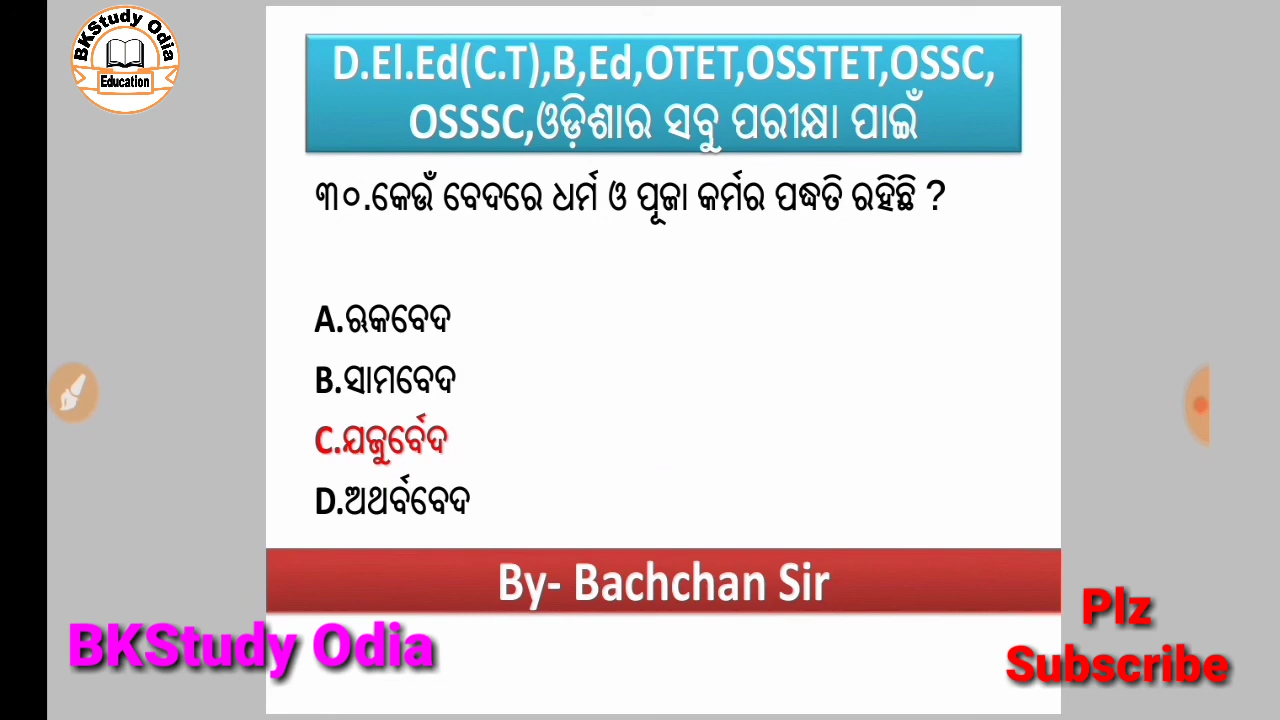 BKStudy Odia
Education
D.El.Ed(C.T),B,Ed,OTET,OSSTET,OSSC,
OSSSC,ଓଡ଼ିଶାର ସବୁ ପରୀକ୍ଷା ପାଇଁ
୩୦.କେଉଁ ବେଦରେ ଧର୍ମ ଓ ପୂଜା କର୍ମର ପଦ୍ଧତି ରହିଛି ?
A.ଋକବେଦ
B.ସାମବେଦ
C.ଯଜୁର୍ବେଦ
D.ଅଥର୍ବବେଦ
By- Bachchan Sir
BKStudy Odia
Plz
Subscribe